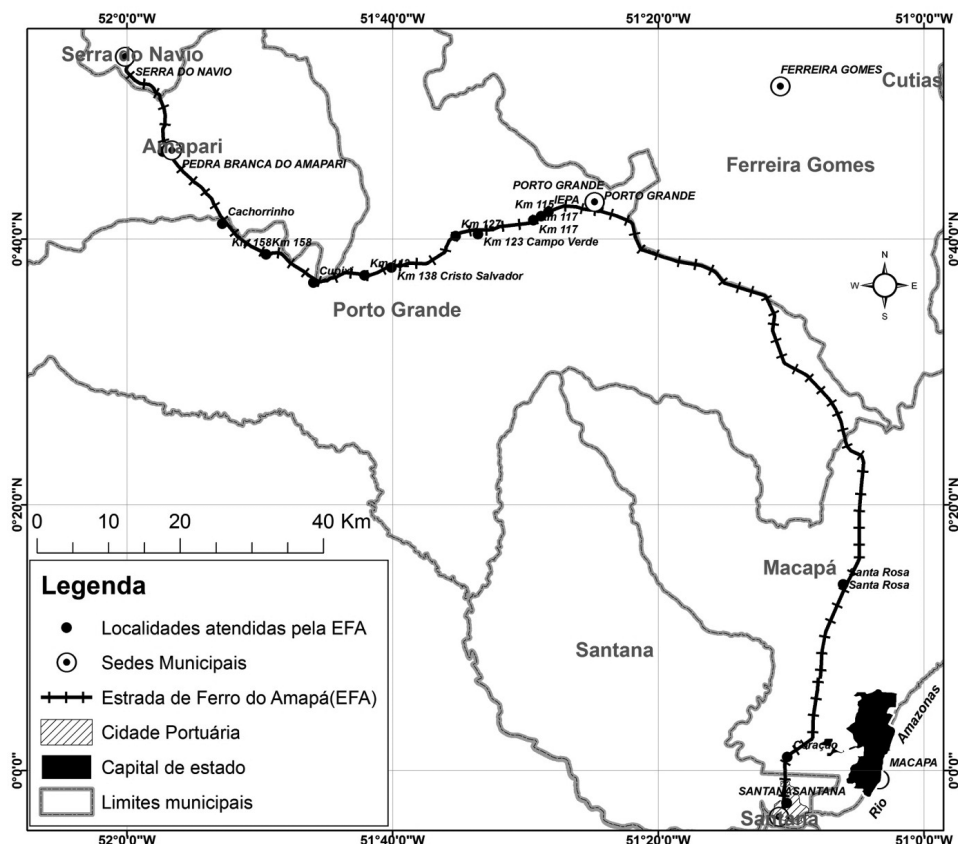 52°0'0"W
51°40'0"W
51°20'0"W
51°0'0"W
Serra do Navio
SERRA DO NAVIO
FERREIRA GOMES
Cutias
Amapari
PEDRA BRANCA DO AMAPARI
Ferreira Gomes
PORTO GRANDE
IEPA
PORTO GRANDE
Km 115
Km 117
Km 117
Cachorrinho
Km 127
Km 123 Campo Verde
0°40'0"N
0°40'0"N
Km 158
Km 158
Km 138 Cristo Salvador
Porto Grande
N
W
E
S
0°20'0"N
0°20'0"N
0
10
20
40 Km
Macapá
Santa Rosa
Santa Rosa
Santana
Legenda
Localidades atendidas pela EFA
Sedes Municipais
Estrada de Ferro do Amapá(EFA)
Cidade Portuária
Capital de estado
Limites municipais
Amazonas
Rio
MACAPA
0°0'0"
0°0'0"
SANTANA
SANTANA
Santana
52°0'0"W
51°40'0"W
51°20'0"W
51°0'0"W